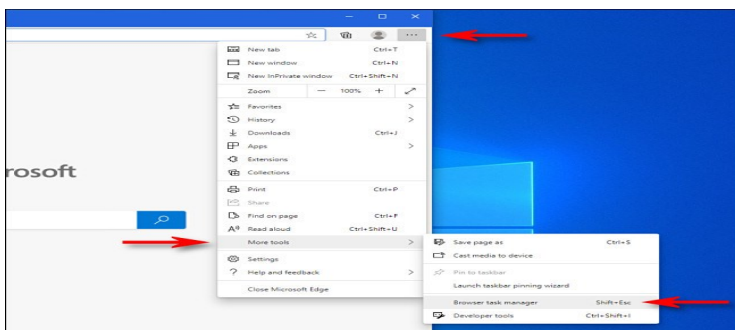 New tab Ctrl+T
New window Ctrl+N
New InPrivate window Ctrl+Shift+N
Zoom — 100% +
Favorites
History
Downloads Ctrl+J
Apps
Extensions
Collections
rosoft
Print Ctrl+P
Share
Find on page Ctrl+F
Read aloud Ctrl+Shift+U
More tools
Settings
Help and feedback
Close Microsoft Edge
Save page as Ctrl+S
Cast media to device
Pin to taskbar
Launch taskbar pinning wizard
Browser task manager Shift+Esc
Developer tools Ctrl+Shift+I